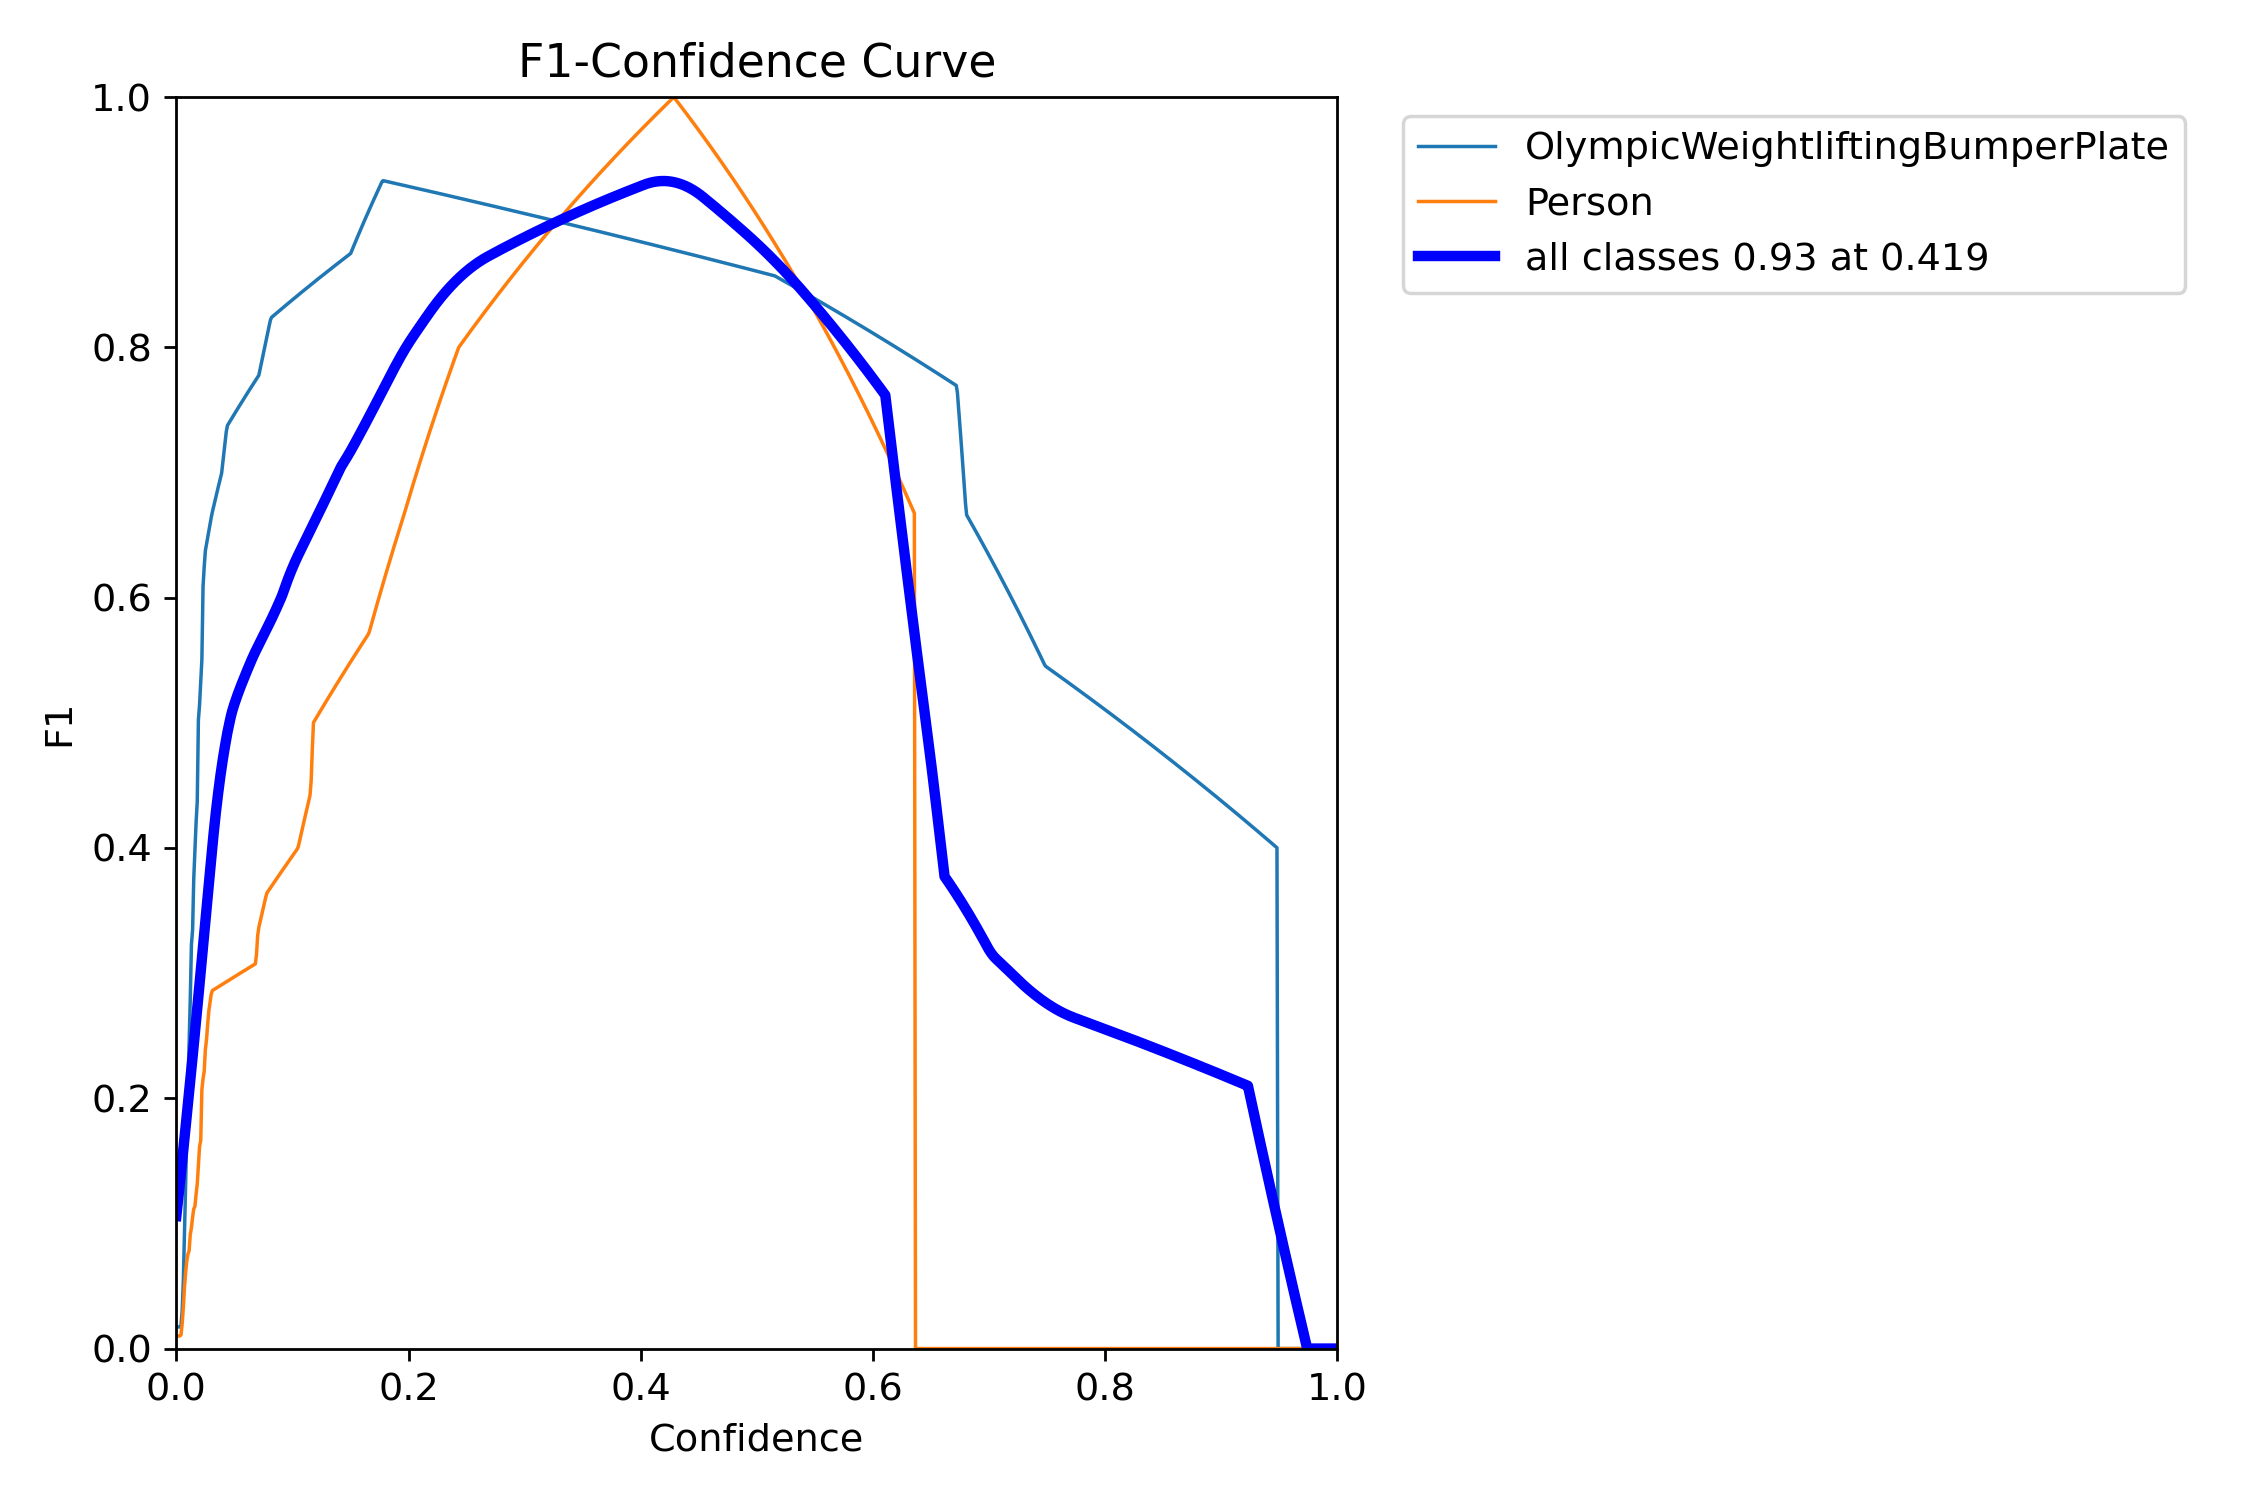 F1-Confidence Curve
1.0
0.8
0.6
0.4
0.2
0.0
F1
0.0 0.2 0.4 0.6 0.8 1.0
Confidence
OlympicWeightliftingBumperPlate
Person
all classes 0.93 at 0.419